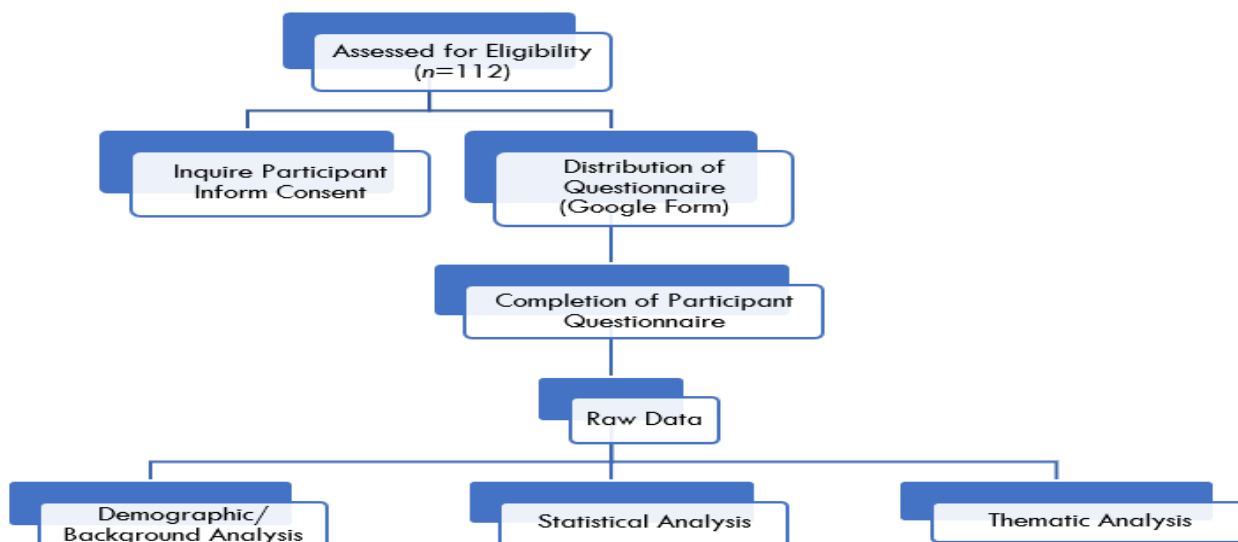 Assessed for Eligibility
(n=112)
Inquire Participant
Inform Consent
Distribution of
Questionnaire
(Google Form)
Completion of Participant
Questionnaire
Raw Data
Demographic/
Background Analysis
Statistical Analysis
Thematic Analysis